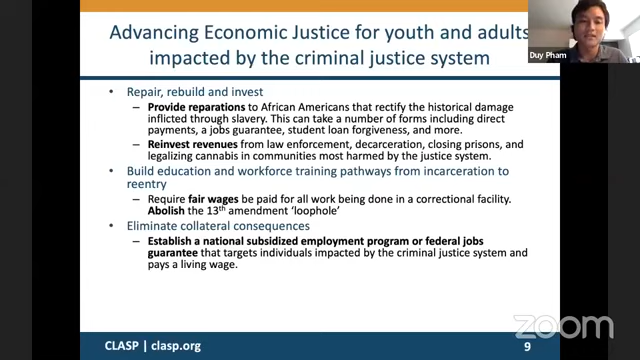 Advancing Economic Justice for youth and adults
impacted by the criminal justice system
Duy Pham
• Repair, rebuild and invest
– Provide reparations to African Americans that rectify the historical damage
inflicted through slavery. This can take a number of forms including direct
payments, a jobs guarantee, student loan forgiveness, and more.
– Reinvest revenues from law enforcement, decarceration, closing prisons, and
legalizing cannabis in communities most harmed by the justice system.
• Build education and workforce training pathways from incarceration to
reentry
– Require fair wages be paid for all work being done in a correctional facility.
Abolish the 13th amendment ‘loophole’
• Eliminate collateral consequences
– Establish a national subsidized employment program or federal jobs
guarantee that targets individuals impacted by the criminal justice system and
pays a living wage.
CLASP | clasp.org
9
zoom